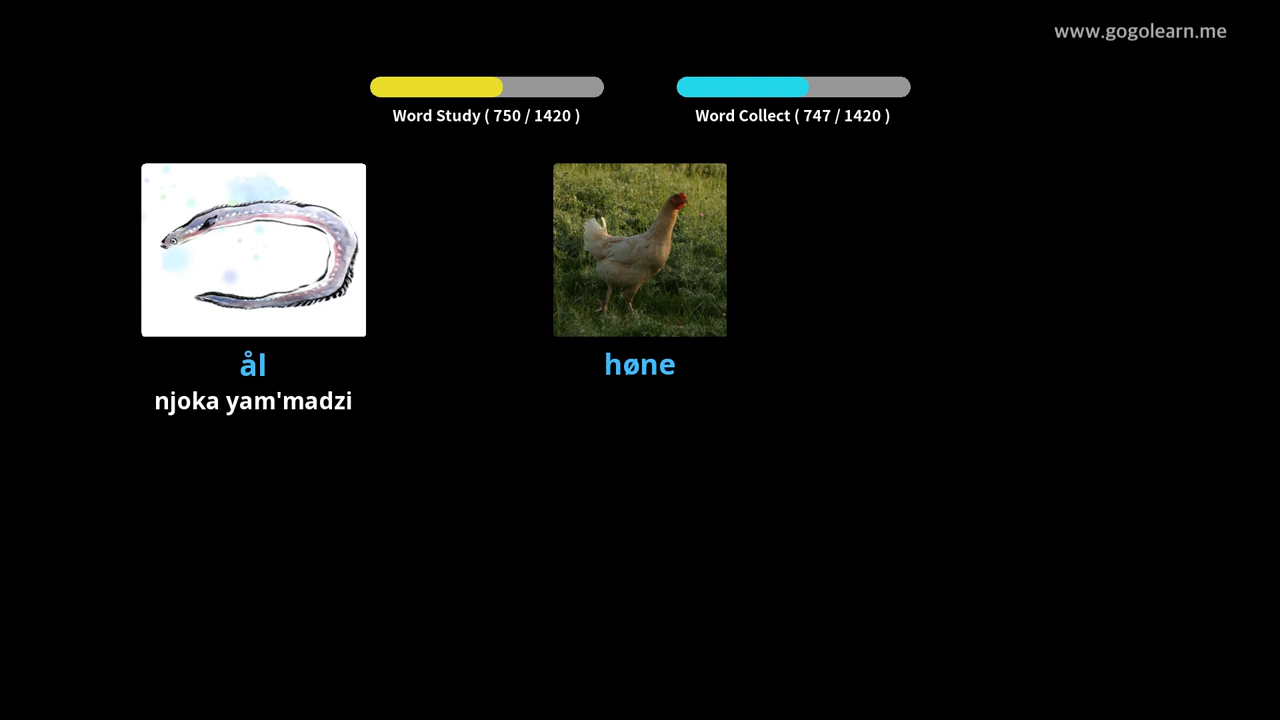 www.gogolearn.me
Word Study ( 750 / 1420 )
Word Collect ( 747 / 1420 )
ål
njoka yam'madzi
høne